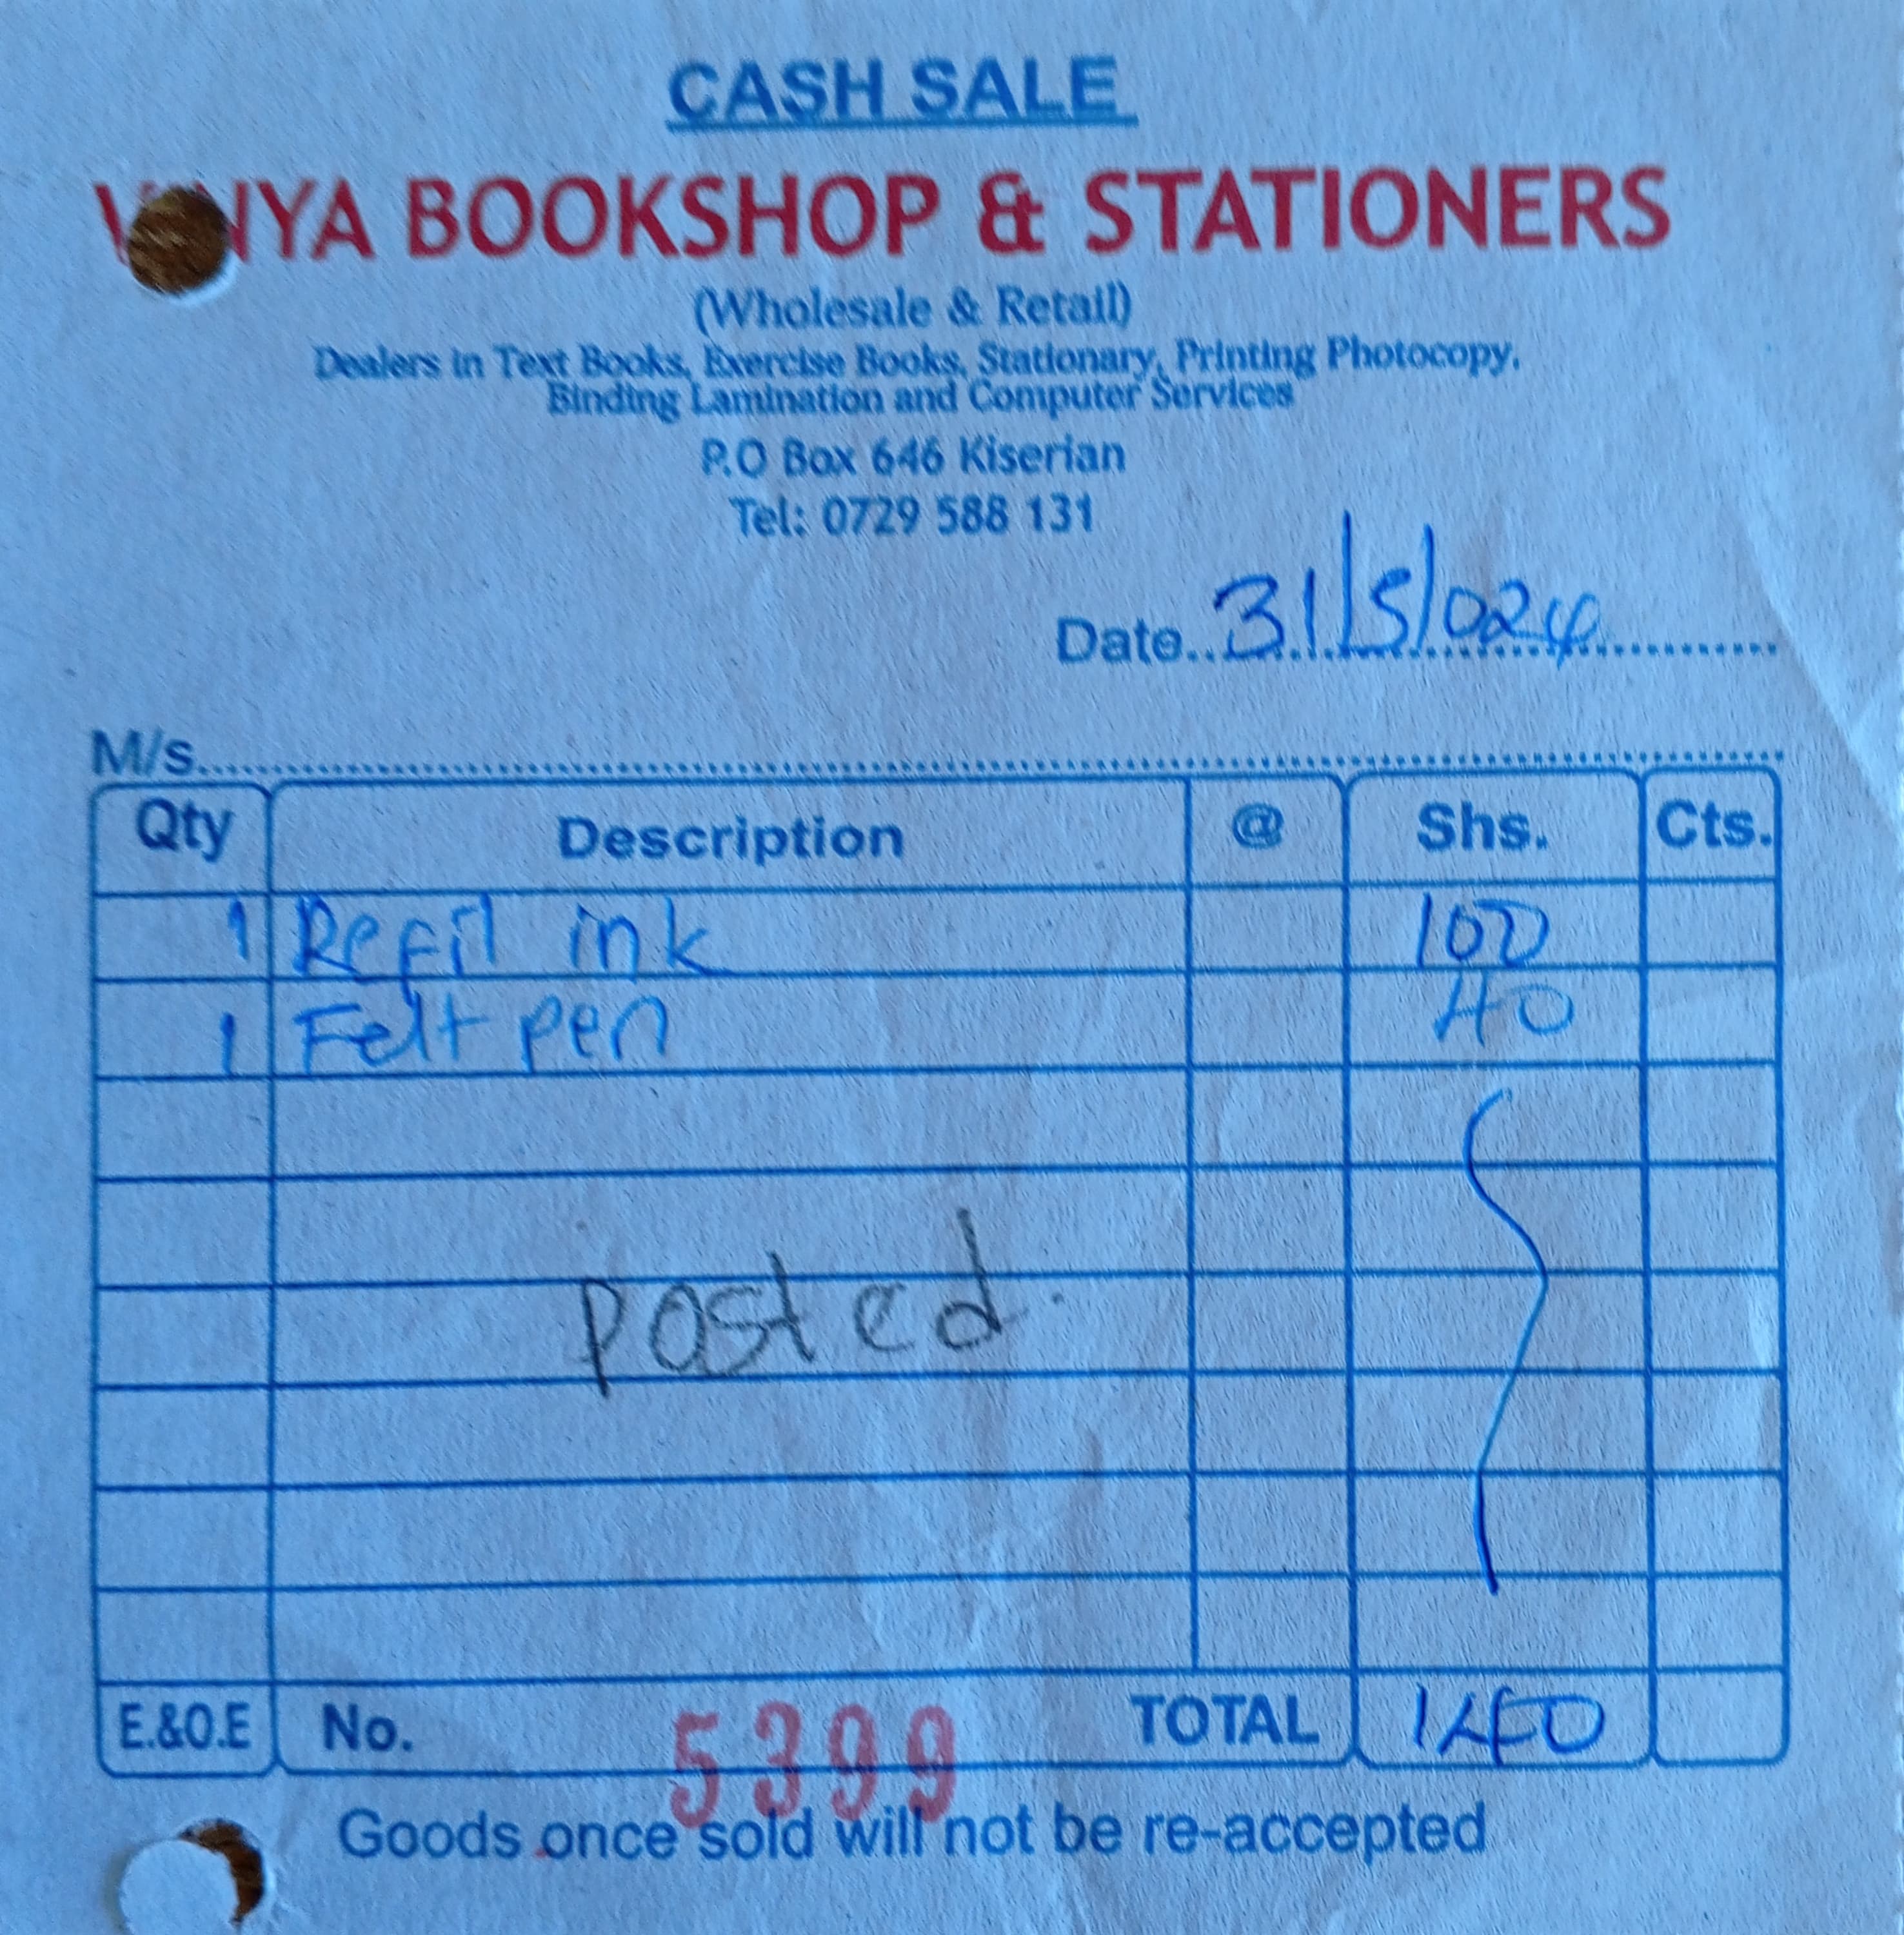 CASH SALE
BOOKSHOP & STATIONERS
(Wholesale & Retail)
Dealers in Text Books, Exercise Books, Stationary, Printing Photocopy.
Binding Lamination and Computer Services
P.O Box 646 Kiserian
Tel: 0729 588 131
Date..31/5/024
M/s
Qty Description @ Shs. Cts.
1 Refil ink 100
1 Felt pen 40
posted.
E.&O.E No. 5399 TOTAL 140
Goods once sold will not be re-accepted